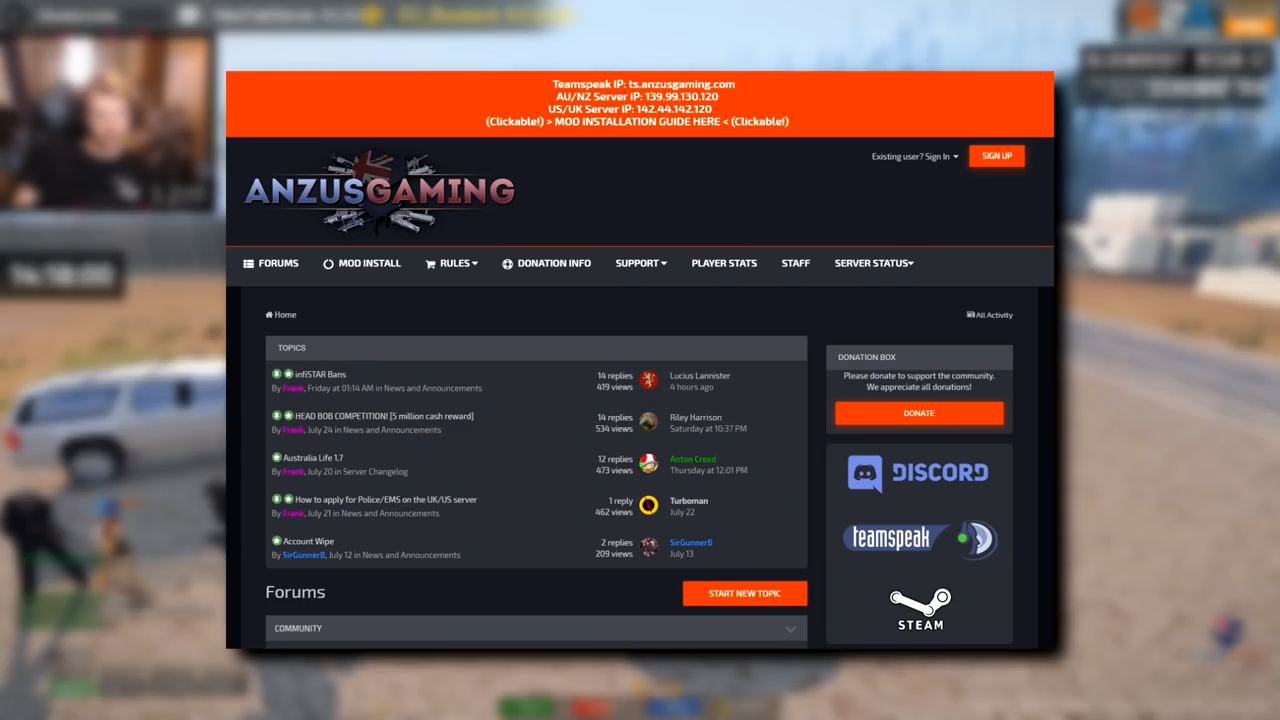 Teamspeak IP: ts.anzusgaming.com
AU/NZ Server IP: 139.99.130.120
US/UK Server IP: 142.44.142.120
(Clickable!) > MOD INSTALLATION GUIDE HERE < (Clickable!)
Existing user? Sign In
SIGN UP
ANZUSGAMING
FORUMS
MOD INSTALL
RULES
DONATION INFO
SUPPORT
PLAYER STATS
STAFF
SERVER STATUS
Home
All Activity
TOPICS
infiSTAR Bans
By Frank, Friday at 01:14 AM in News and Announcements
14 replies
419 views
Lucius Lannister
4 hours ago
HEAD BOB COMPETITION! [5 million cash reward]
By Frank, July 24 in News and Announcements
14 replies
534 views
Riley Harrison
Saturday at 10:37 PM
Australia Life 1.7
By Frank, July 20 in Server Changelog
12 replies
473 views
Anton Creed
Thursday at 12:01 PM
How to apply for Police/EMS on the UK/US server
By Frank, July 21 in News and Announcements
1 reply
462 views
Turboman
July 22
Account Wipe
By SirGunnerB, July 12 in News and Announcements
2 replies
209 views
SirGunnerB
July 13
DONATION BOX
Please donate to support the community.
We appreciate all donations!
DONATE
DISCORD
teamspeak
STEAM
Forums
START NEW TOPIC
COMMUNITY
14:18:00